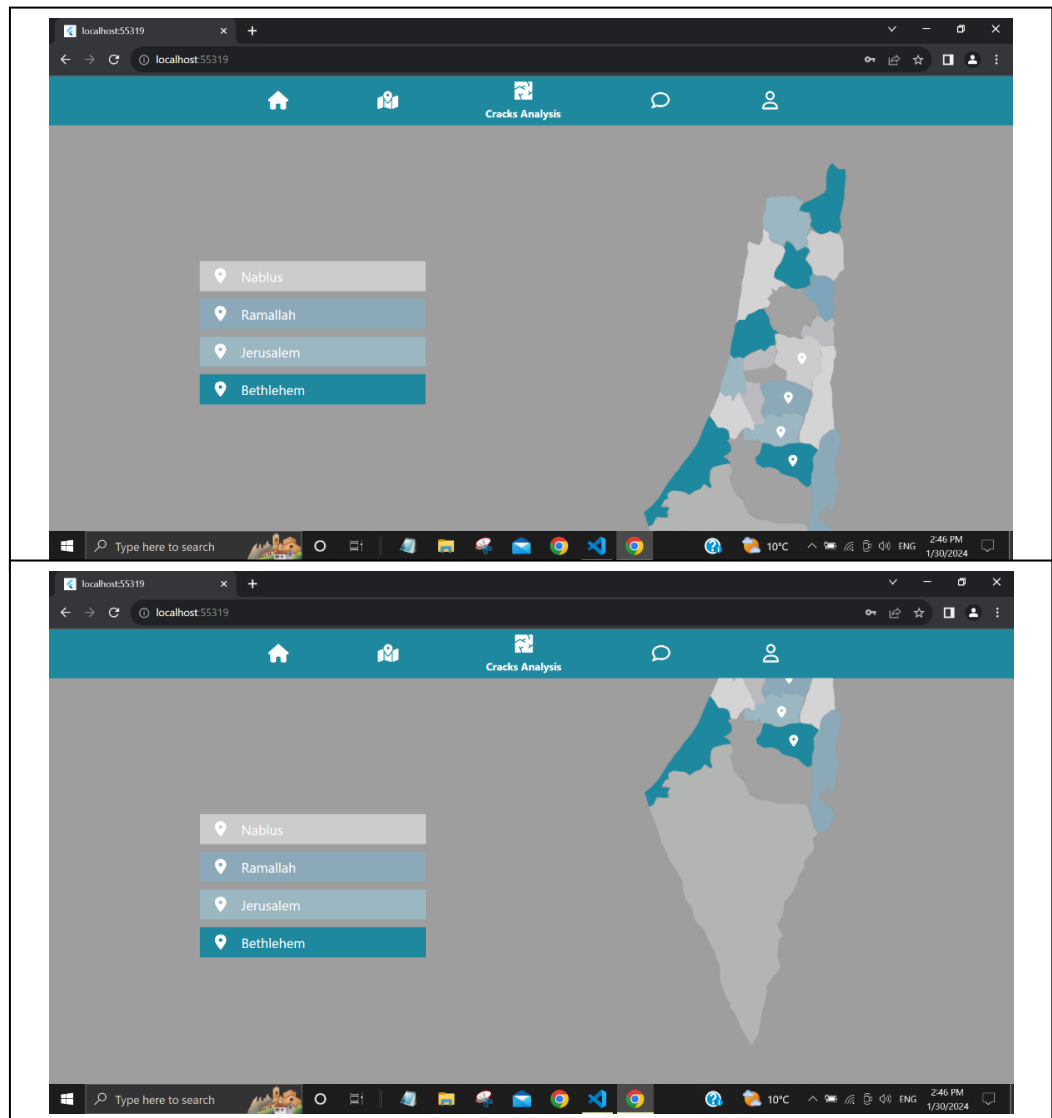 localhost:55319
localhost:55319
Cracks Analysis
Nablus
Ramallah
Jerusalem
Bethlehem
Type here to search
10°C
ENG
2:46 PM
1/30/2024
localhost:55319
localhost:55319
Cracks Analysis
Nablus
Ramallah
Jerusalem
Bethlehem
Type here to search
10°C
ENG
2:46 PM
1/30/2024